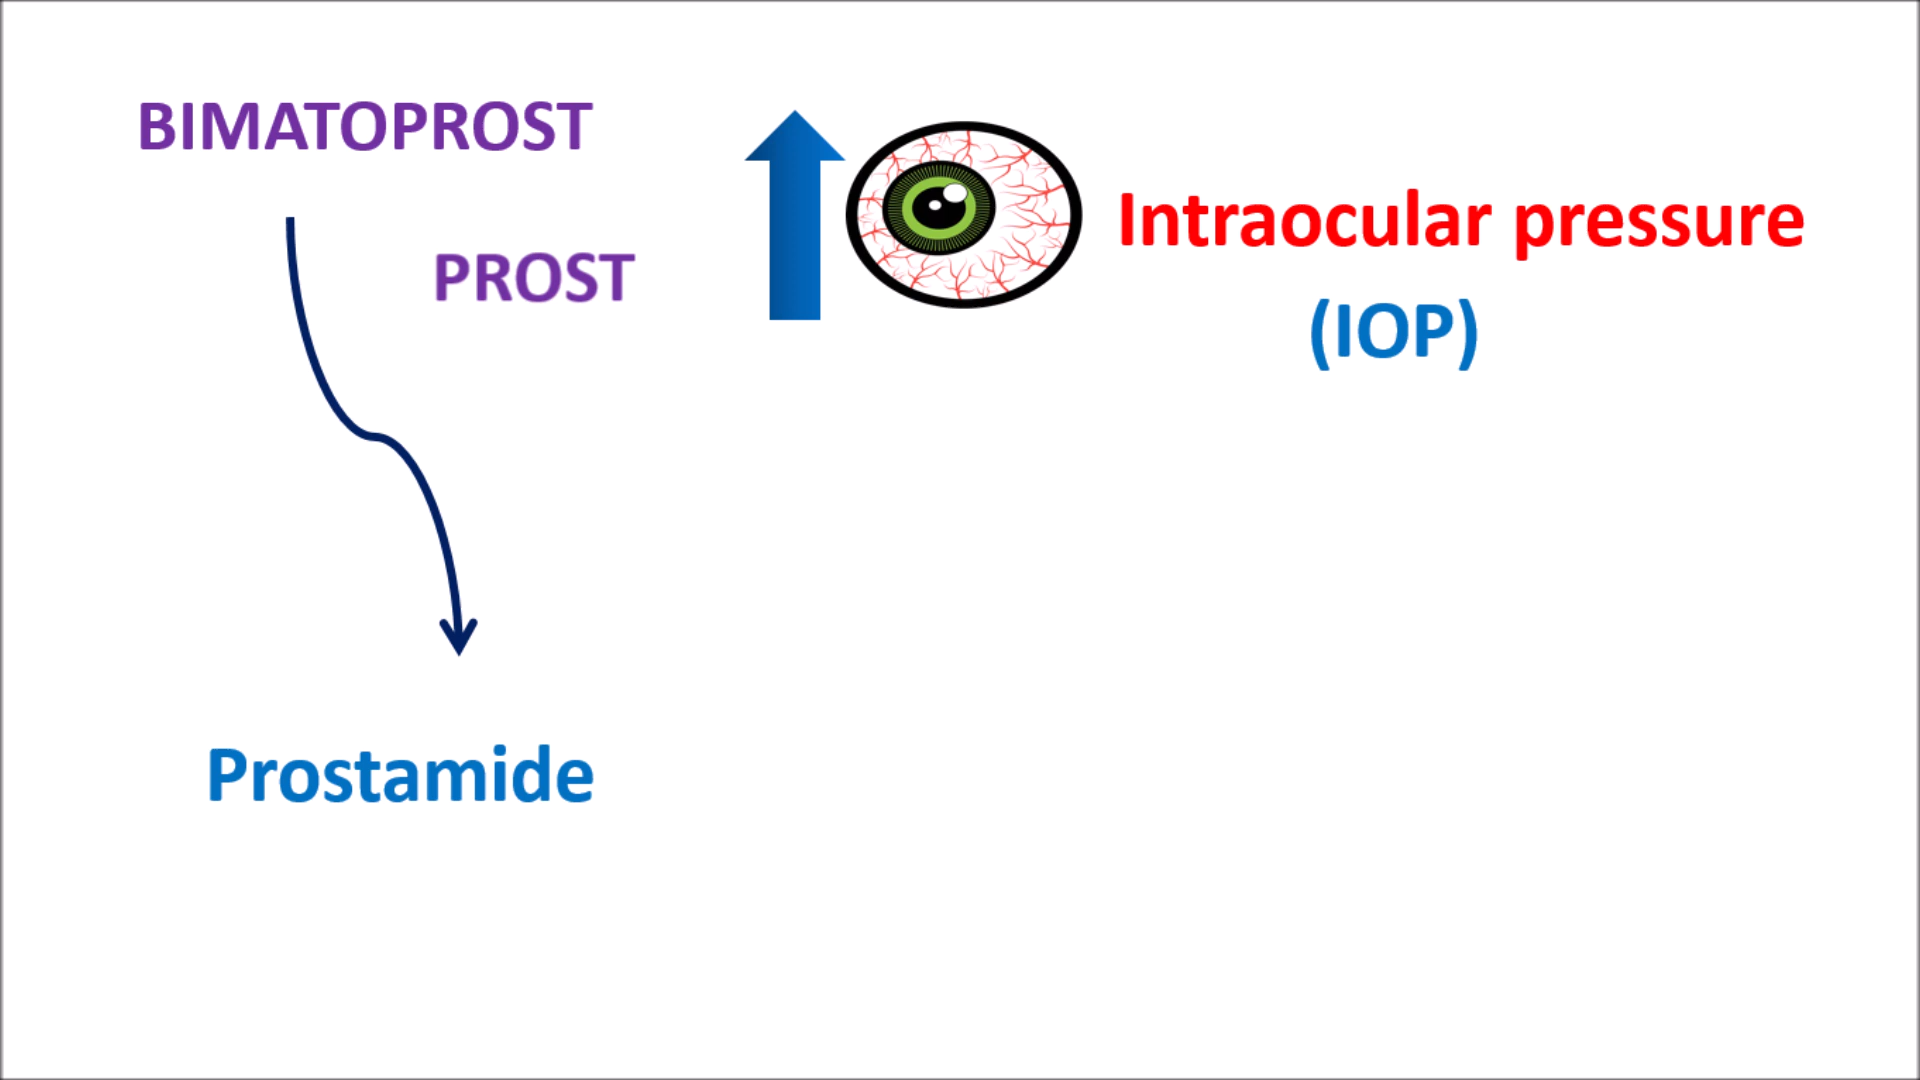 BIMATOPROST
PROST
Intraocular pressure
(IOP)
Prostamide